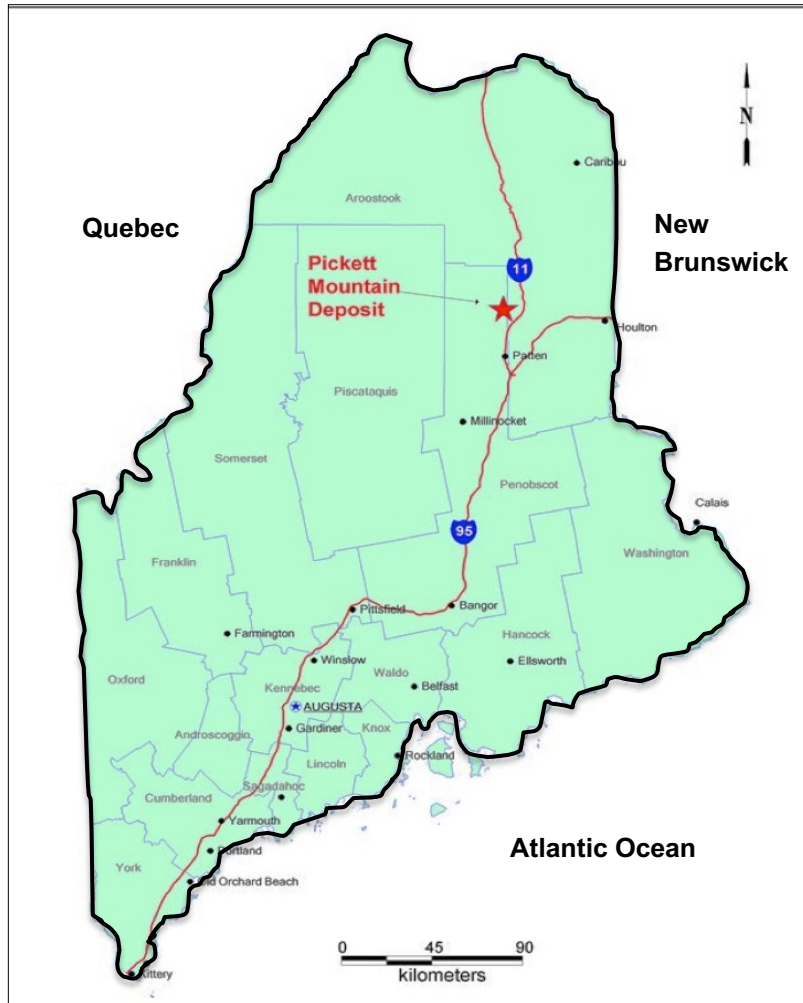 N
Caribou
Aroostook
Quebec
New
Brunswick
Pickett
Mountain
Deposit
11
Houlton
Patten
Piscataquis
Millinocket
Somerset
Penobscot
Calais
95
Washington
Franklin
Pittsfield
Bangor
Farmington
Hancock
Winslow
Waldo
Ellsworth
Oxford
Kennebec
Belfast
AUGUSTA
Androscoggio
Gardiner
Knox
Lincoln
Rockland
Sagadahoc
Cumberland
Yarmouth
Portland
Atlantic Ocean
York
Old Orchard Beach
0 45 90
kilometers
Kittery